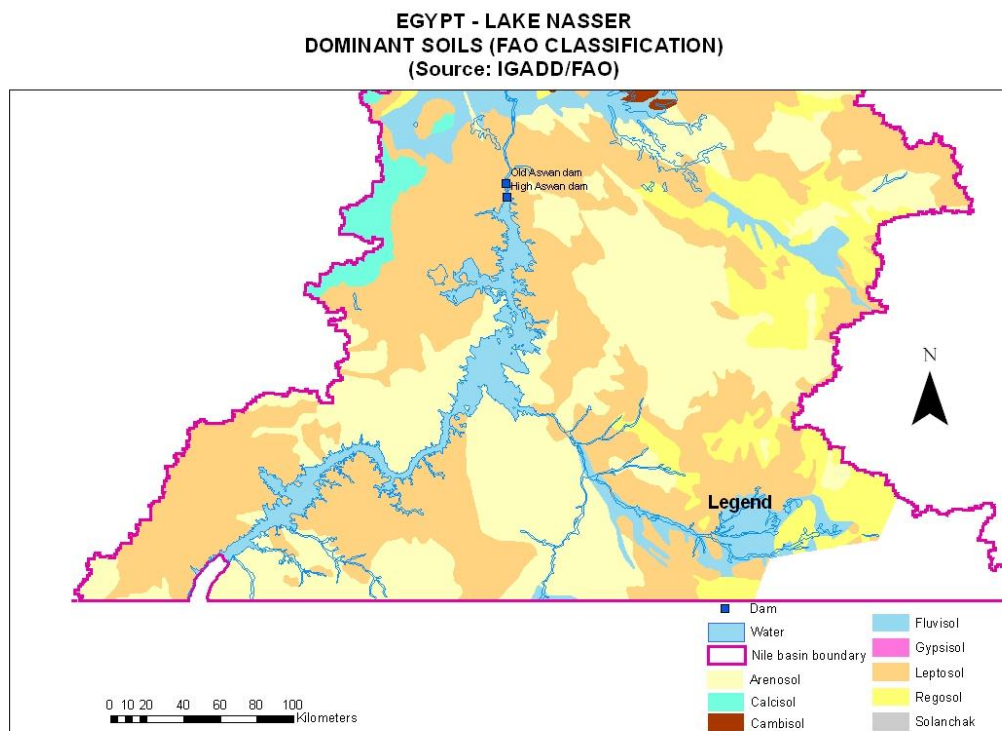 EGYPT - LAKE NASSER
DOMINANT SOILS (FAO CLASSIFICATION)
(Source: IGADD/FAO)
Old Aswan dam
High Aswan dam
N
Legend
Dam
Water
Nile basin boundary
Arenosol
Calcisol
Cambisol
Fluvisol
Gypsisol
Leptosol
Regosol
Solanchak
0 10 20 40 60 80 100
Kilometers